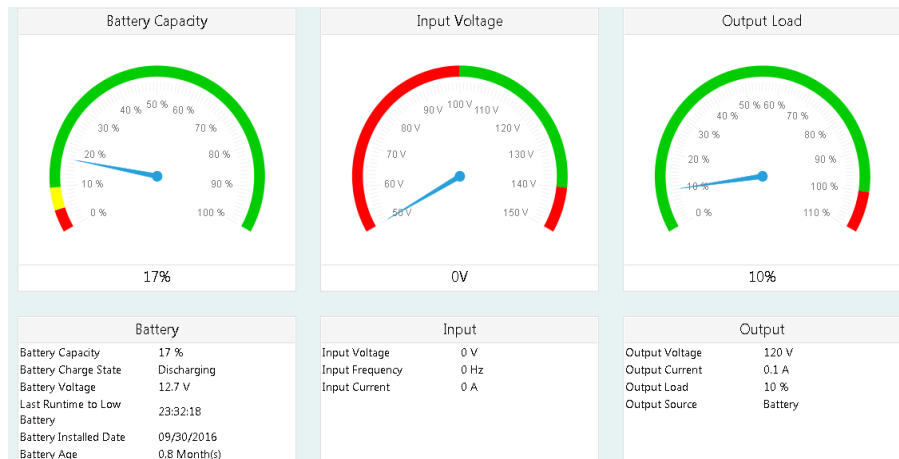 Battery Capacity
Input Voltage
Output Load
0 %
10 %
20 %
30 %
40 %
50 %
60 %
70 %
80 %
90 %
100 %
50 V
60 V
70 V
80 V
90 V
100 V
110 V
120 V
130 V
140 V
150 V
0 %
10 %
20 %
30 %
40 %
50 %
60 %
70 %
80 %
90 %
100 %
110 %
17%
0V
10%
Battery
Battery Capacity 17 %
Battery Charge State Discharging
Battery Voltage 12.7 V
Last Runtime to Low
Battery 23:32:18
Battery Installed Date 09/30/2016
Battery Age 0.8 Month(s)
Input
Input Voltage 0 V
Input Frequency 0 Hz
Input Current 0 A
Output
Output Voltage 120 V
Output Current 0.1 A
Output Load 10 %
Output Source Battery